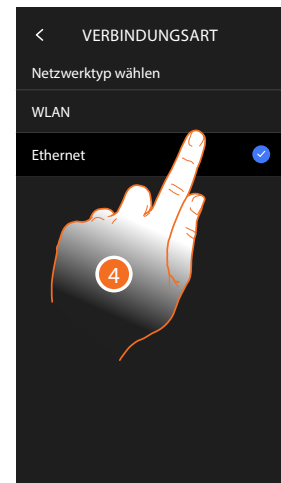 VERBINDUNGSART
Netzwerktyp wählen
WLAN
Ethernet
4